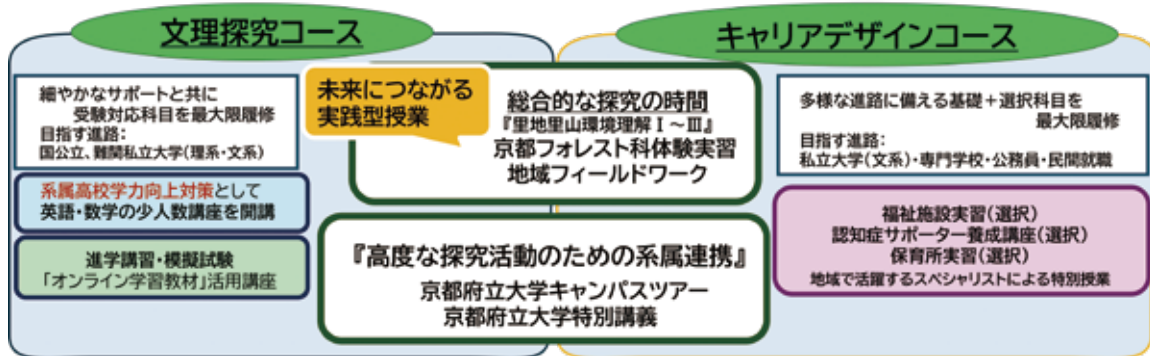 文理探究コース
キャリアデザインコース
細やかなサポートと共に
受験対応科目を最大限履修
目指す進路：
国公立、難関私立大学(理系・文系)
系属高校学力向上対策として
英語・数学の少人数講座を開講
進学講習・模擬試験
「オンライン学習教材」活用講座
未来につながる
実践型授業
総合的な探究の時間
『里地里山環境理解Ⅰ～Ⅲ』
京都フォレスト科体験実習
地域フィールドワーク
『高度な探究活動のための系属連携』
京都府立大学キャンパスツアー
京都府立大学特別講義
多様な進路に備える基礎＋選択科目を
最大限履修
目指す進路：
私立大学(文系)・専門学校・公務員・民間就職
福祉施設実習(選択)
認知症サポーター養成講座(選択)
保育所実習(選択)
地域で活躍するスペシャリストによる特別授業